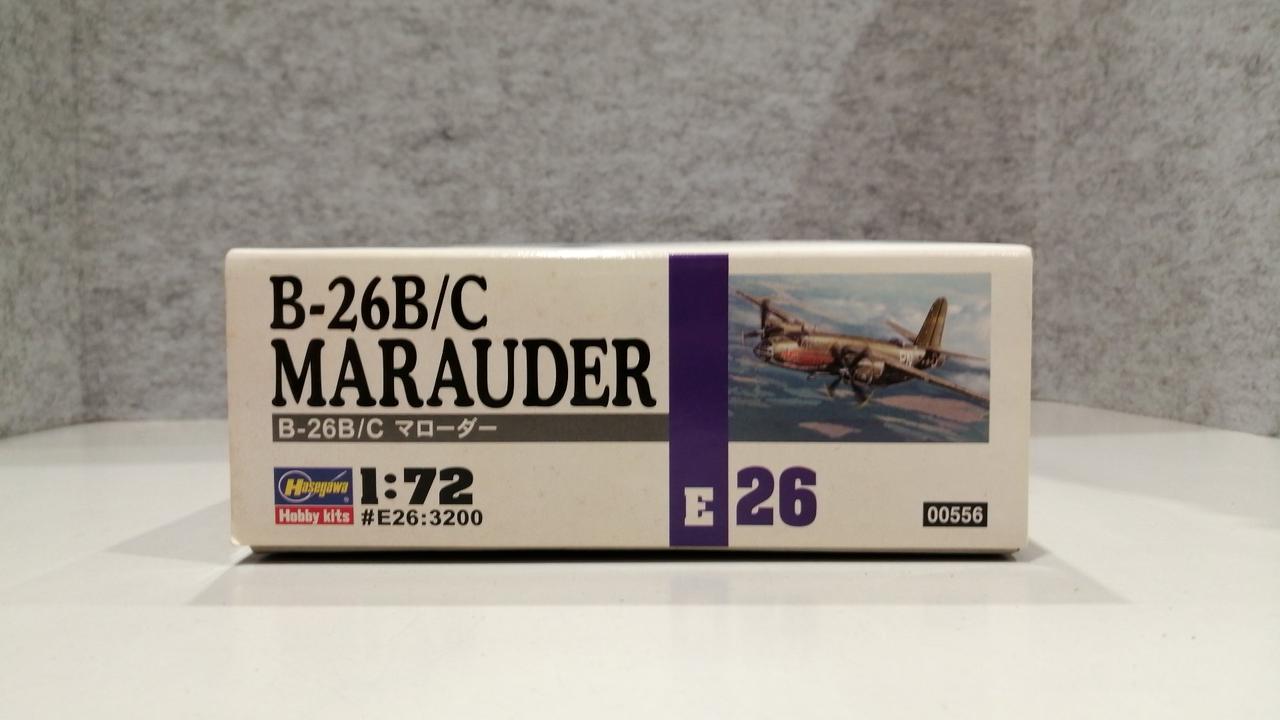 B-26B/C
MARAUDER
B-26B/C マローダー
Hasegawa
Hobby kits
1:72
#E26:3200
E 26
00556